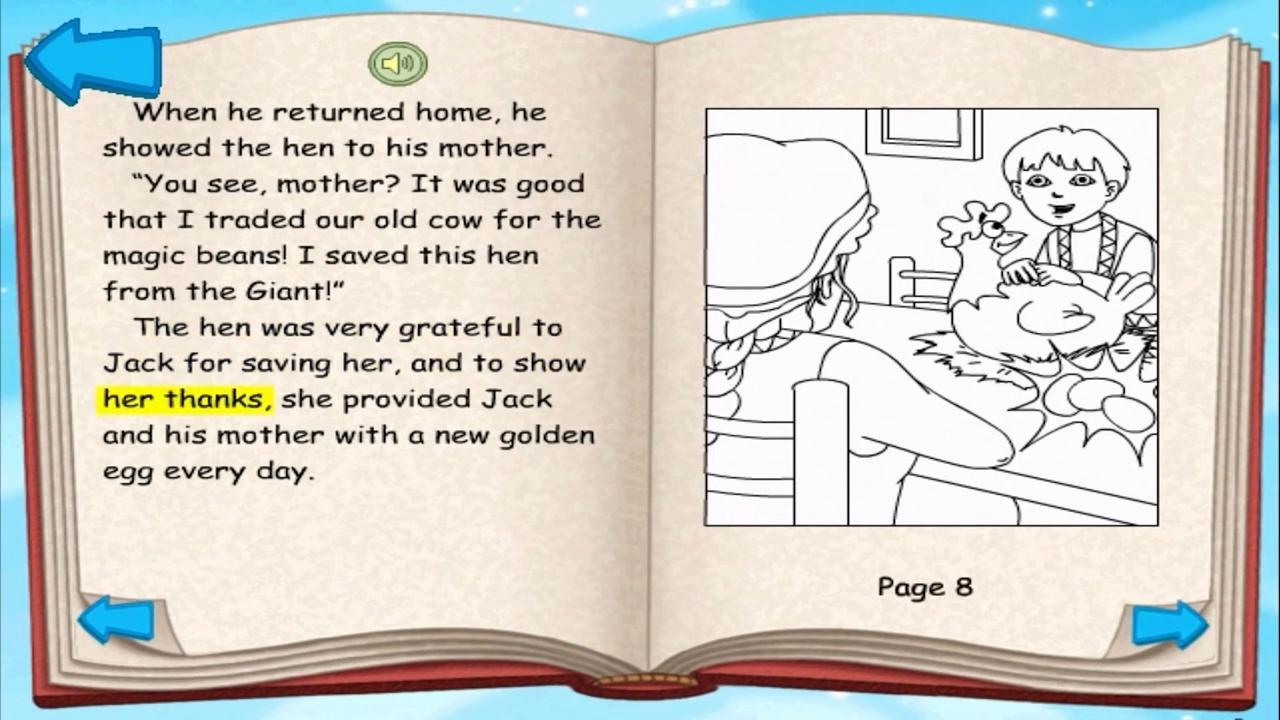 When he returned home, he
showed the hen to his mother.
“You see, mother? It was good
that I traded our old cow for the
magic beans! I saved this hen
from the Giant!”
The hen was very grateful to
Jack for saving her, and to show
her thanks, she provided Jack
and his mother with a new golden
egg every day.
Page 8